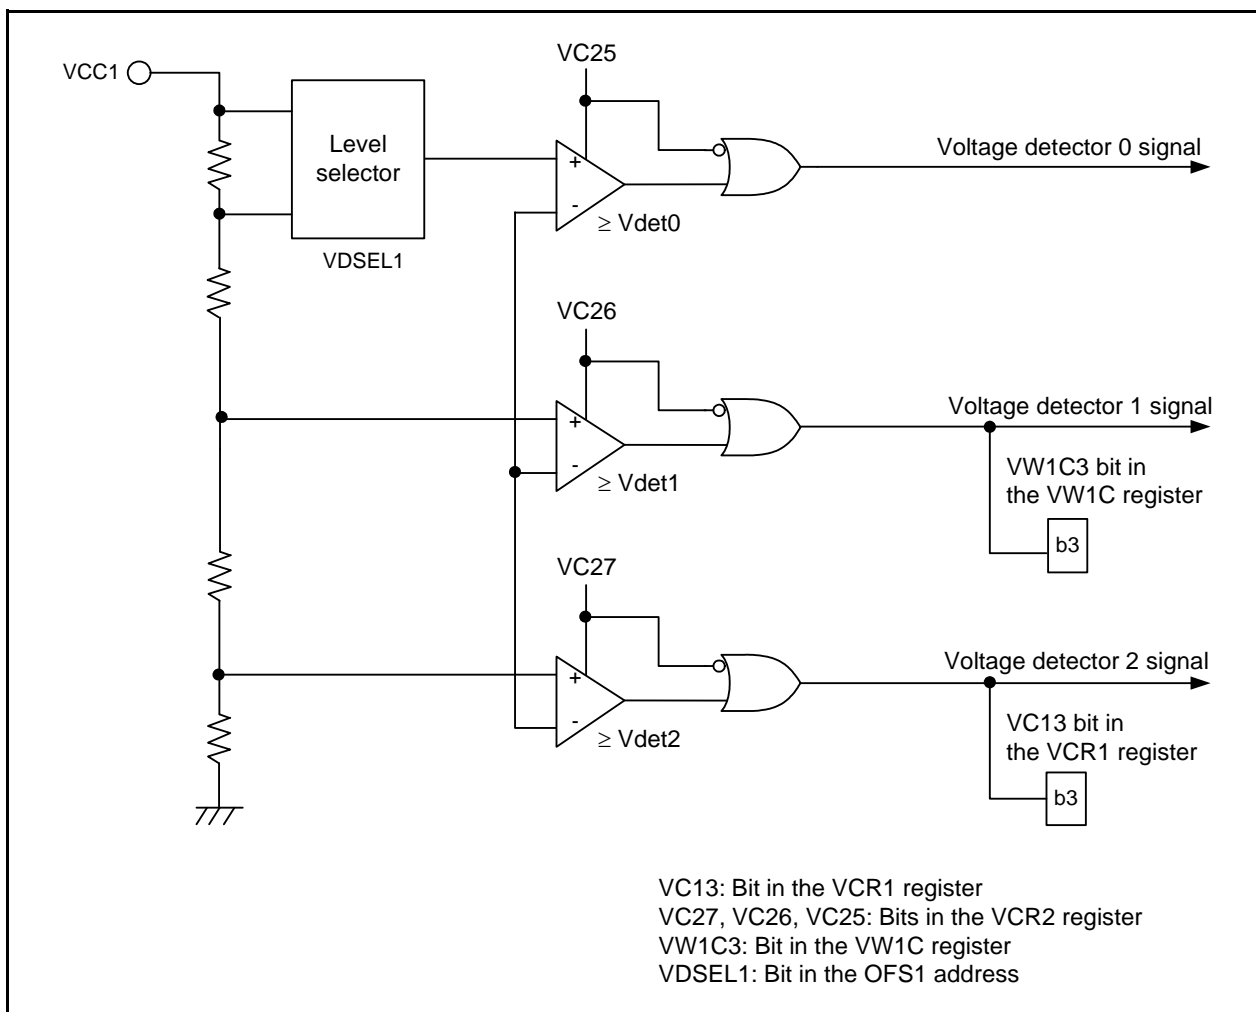 VCC1
Level
selector
VDSEL1
VC25
+
-
≥ Vdet0
Voltage detector 0 signal
VC26
+
-
≥ Vdet1
Voltage detector 1 signal
VW1C3 bit in
the VW1C register
b3
VC27
+
-
≥ Vdet2
Voltage detector 2 signal
VC13 bit in
the VCR1 register
b3
VC13: Bit in the VCR1 register
VC27, VC26, VC25: Bits in the VCR2 register
VW1C3: Bit in the VW1C register
VDSEL1: Bit in the OFS1 address